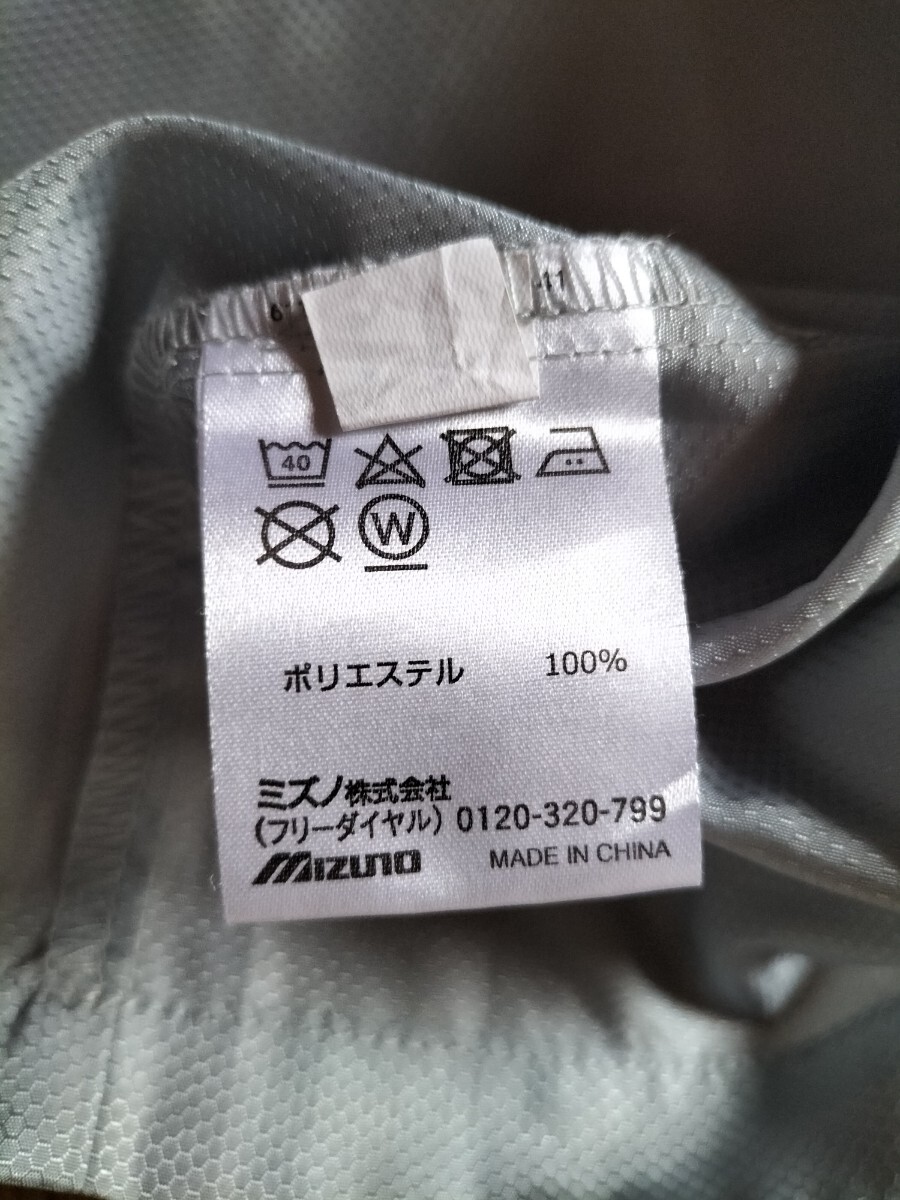 40
W
ポリエステル 100%
ミズノ株式会社
(フリーダイヤル) 0120-320-799
MIZUNO MADE IN CHINA